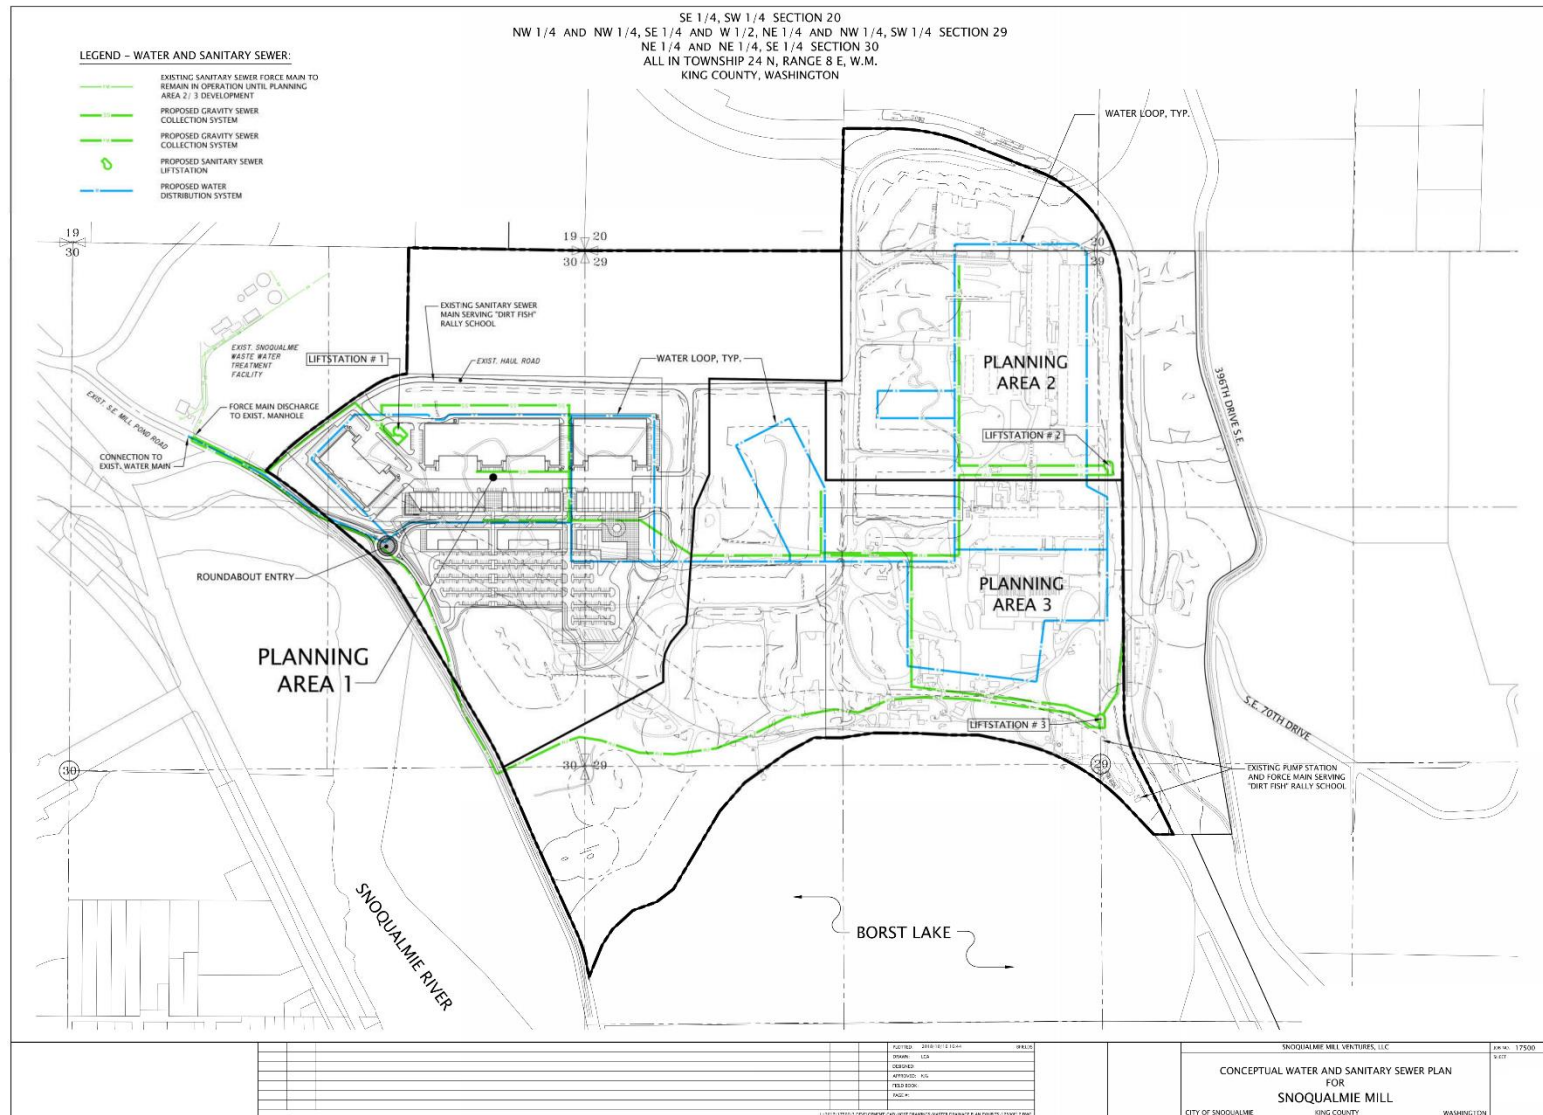 SE 1/4, SW 1/4 SECTION 20
NW 1/4 AND NW 1/4, SE 1/4 AND W 1/2, NE 1/4 AND NW 1/4, SW 1/4 SECTION 29
NE 1/4 AND NE 1/4, SE 1/4 SECTION 30
ALL IN TOWNSHIP 24 N, RANGE 8 E, W.M.
KING COUNTY, WASHINGTON
LEGEND - WATER AND SANITARY SEWER:
EXISTING SANITARY SEWER FORCE MAIN TO
REMAIN IN OPERATION UNTIL PLANNING
AREA 2/ 3 DEVELOPMENT
PROPOSED GRAVITY SEWER
COLLECTION SYSTEM
PROPOSED GRAVITY SEWER
COLLECTION SYSTEM
PROPOSED SANITARY SEWER
LIFTSTATION
PROPOSED WATER
DISTRIBUTION SYSTEM
WATER LOOP, TYP.
19
30
19 20
30 29
20
29
EXISTING SANITARY SEWER
MAIN SERVING "DIRT FISH"
RALLY SCHOOL
EXIST. HAUL ROAD
EXIST. SNOQUALMIE
WASTE WATER
TREATMENT
FACILITY
LIFTSTATION # 1
WATER LOOP, TYP.
PLANNING
AREA 2
396TH DRIVE S.E.
EXIST. S.E. MILL POND ROAD
FORCE MAIN DISCHARGE
TO EXIST. MANHOLE
CONNECTION TO
EXIST. WATER MAIN
LIFTSTATION # 2
ROUNDABOUT ENTRY
PLANNING
AREA 3
PLANNING
AREA 1
S.E. 70TH DRIVE
LIFTSTATION # 3
30
30 29
29
EXISTING PUMP STATION
AND FORCE MAIN SERVING
"DIRT FISH" RALLY SCHOOL
SNOQUALMIE RIVER
BORST LAKE
PLOTTED:
DRAWN:
DESIGNED:
APPROVED:
FIELD BOOK:
PAGE #:
SNOQUALMIE MILL VENTURES, LLC
JOB NO. 17500
SHEET
CONCEPTUAL WATER AND SANITARY SEWER PLAN
FOR
SNOQUALMIE MILL
CITY OF SNOQUALMIE KING COUNTY WASHINGTON